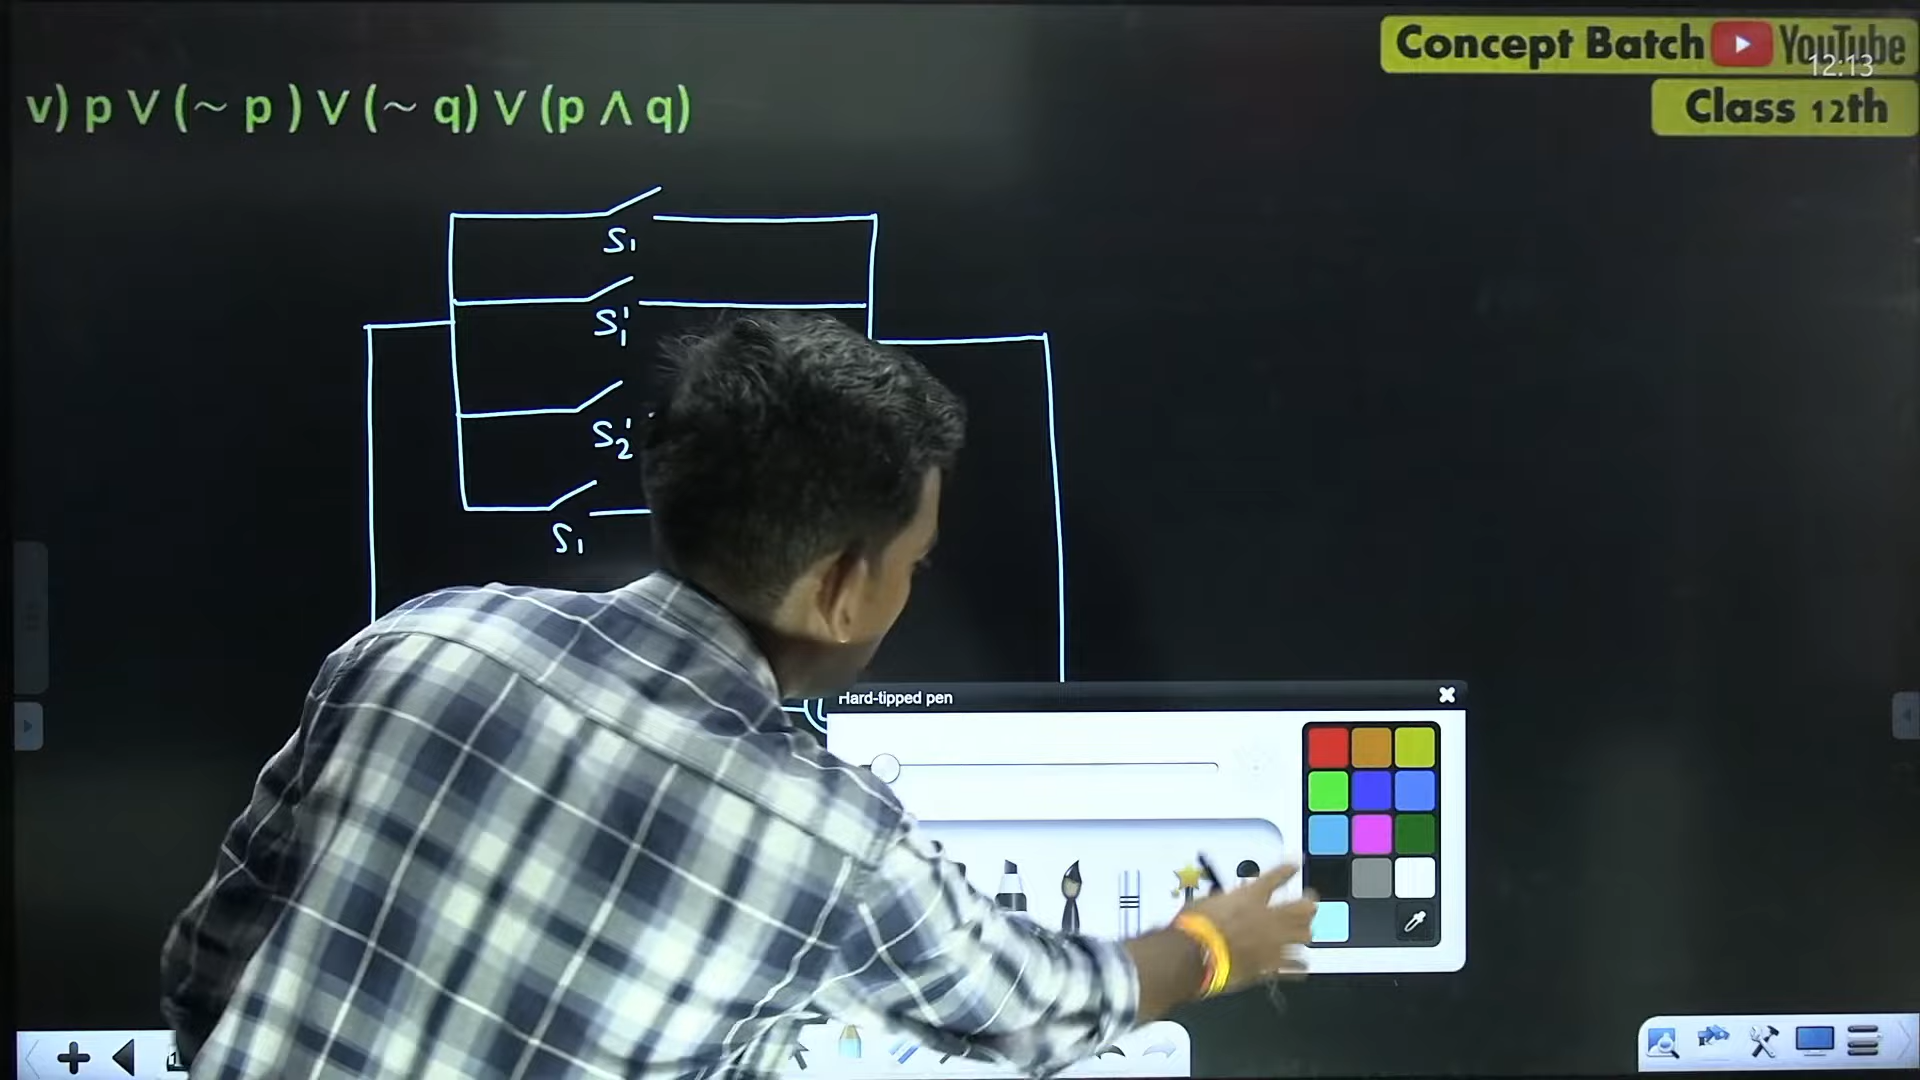 Concept Batch YouTube
12:13
Class 12th
v) p V (~ p ) V (~ q) V (p Λ q)
S₁
S₁'
S₂'
S₁
Hard-tipped pen